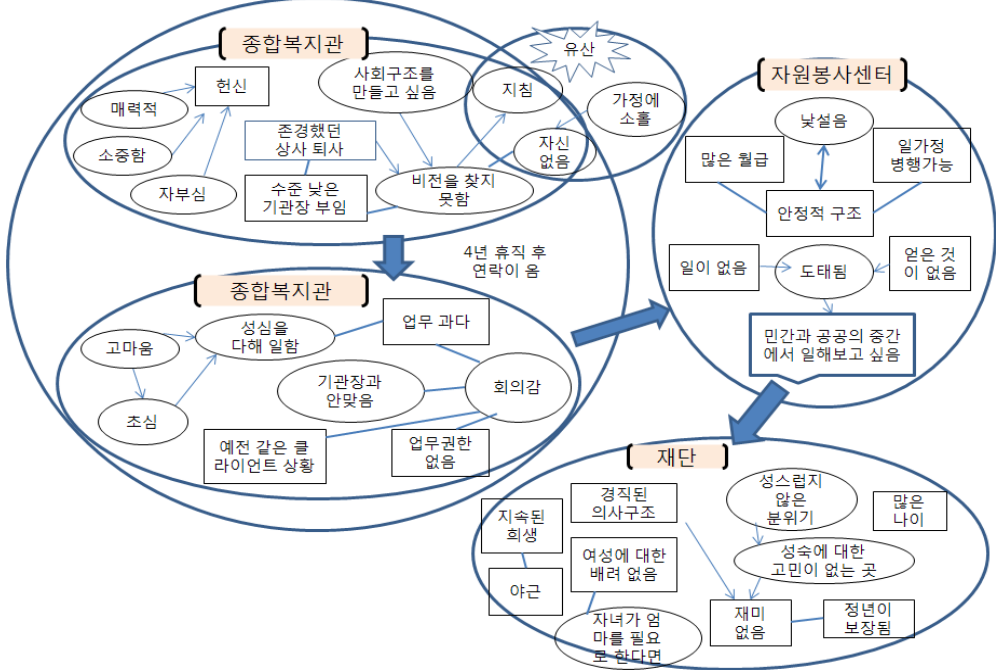 종합복지관
유산
사회구조를
만들고 싶음
지침
헌신
매력적
가정에
소홀
존경했던
상사 퇴사
자신
없음
소중함
자부심
수준 낮은
기관장 부임
비전을 찾지
못함
자원봉사센터
낯설음
많은 월급
일가정
병행가능
안정적 구조
일이 없음
도태됨
얻은 것
이 없음
민간과 공공의 중간
에서 일해보고 싶음
4년 휴직 후
연락이 옴
종합복지관
고마움
성심을
다해 일함
업무 과다
기관장과
안맞음
회의감
초심
예전 같은 클
라이언트 상황
업무권한
없음
재단
지속된
희생
경직된
의사구조
성스럽지
않은
분위기
많은
나이
야근
여성에 대한
배려 없음
성숙에 대한
고민이 없는 곳
자녀가 엄
마를 필요
로 한다면
재미
없음
정년이
보장됨